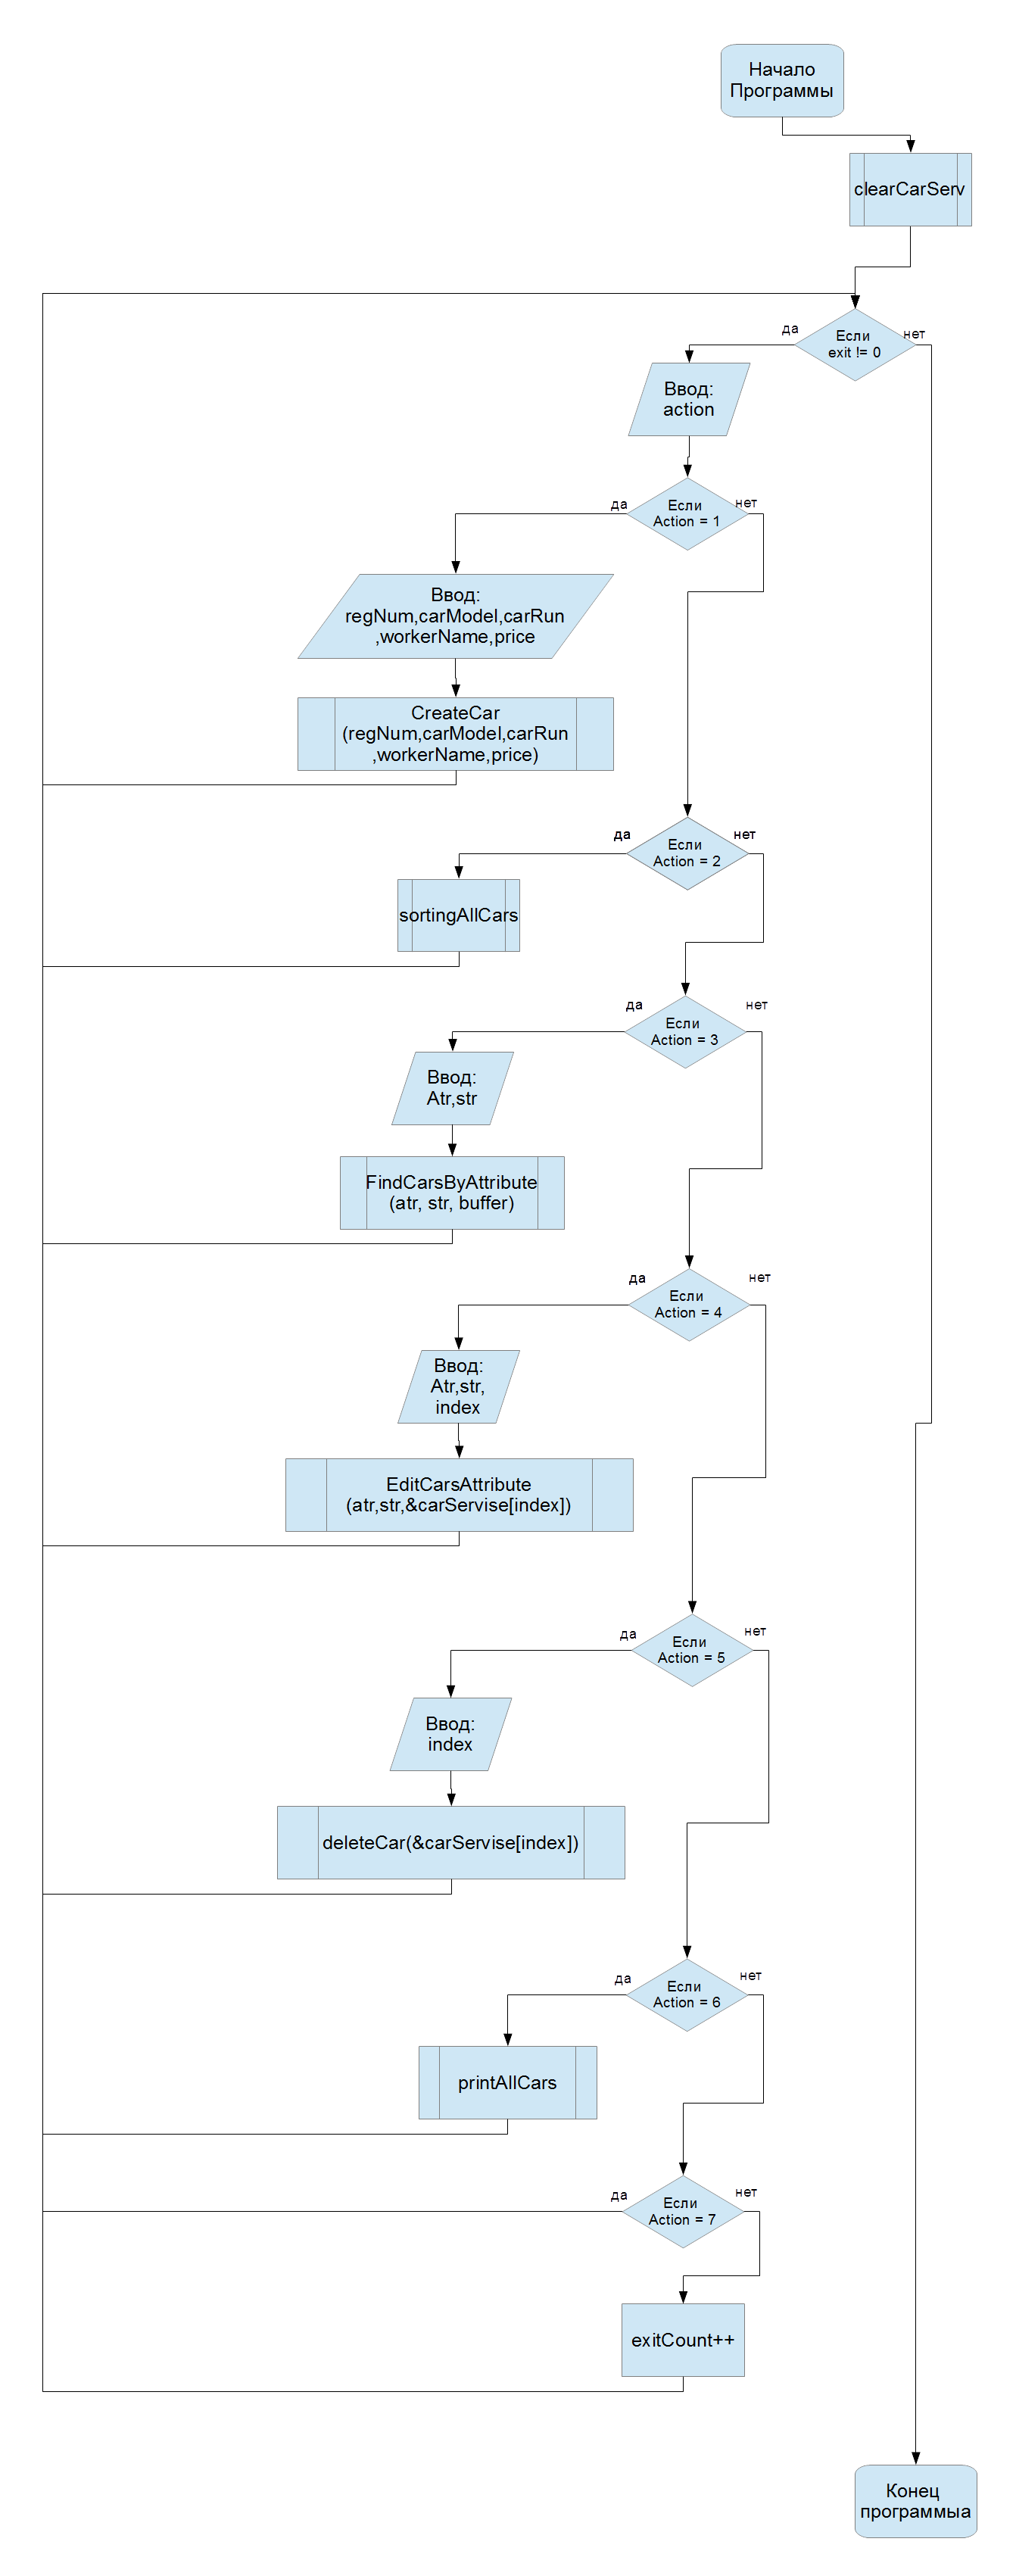 Начало
Программы
clearCarServ
да
Если
exit != 0
нет
Ввод:
action
да
Если
Action = 1
нет
Ввод:
regNum,carModel,carRun
,workerName,price
CreateCar
(regNum,carModel,carRun
,workerName,price)
да
Если
Action = 2
нет
sortingAllCars
да
Если
Action = 3
нет
Ввод:
Atr,str
FindCarsByAttribute
(atr, str, buffer)
да
Если
Action = 4
нет
Ввод:
Atr,str,
index
EditCarsAttribute
(atr,str,&carServise[index])
да
Если
Action = 5
нет
Ввод:
index
deleteCar(&carServise[index])
да
Если
Action = 6
нет
printAllCars
да
Если
Action = 7
нет
exitCount++
Конец
программыа